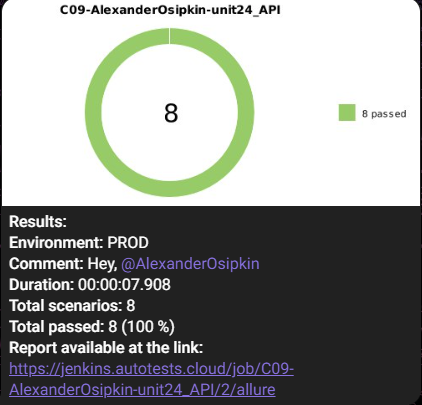 C09-AlexanderOsipkin-unit24_API
8
8 passed
Results:
Environment: PROD
Comment: Hey, @AlexanderOsipkin
Duration: 00:00:07.908
Total scenarios: 8
Total passed: 8 (100 %)
Report available at the link:
https://jenkins.autotests.cloud/job/C09-
AlexanderOsipkin-unit24_API/2/allure